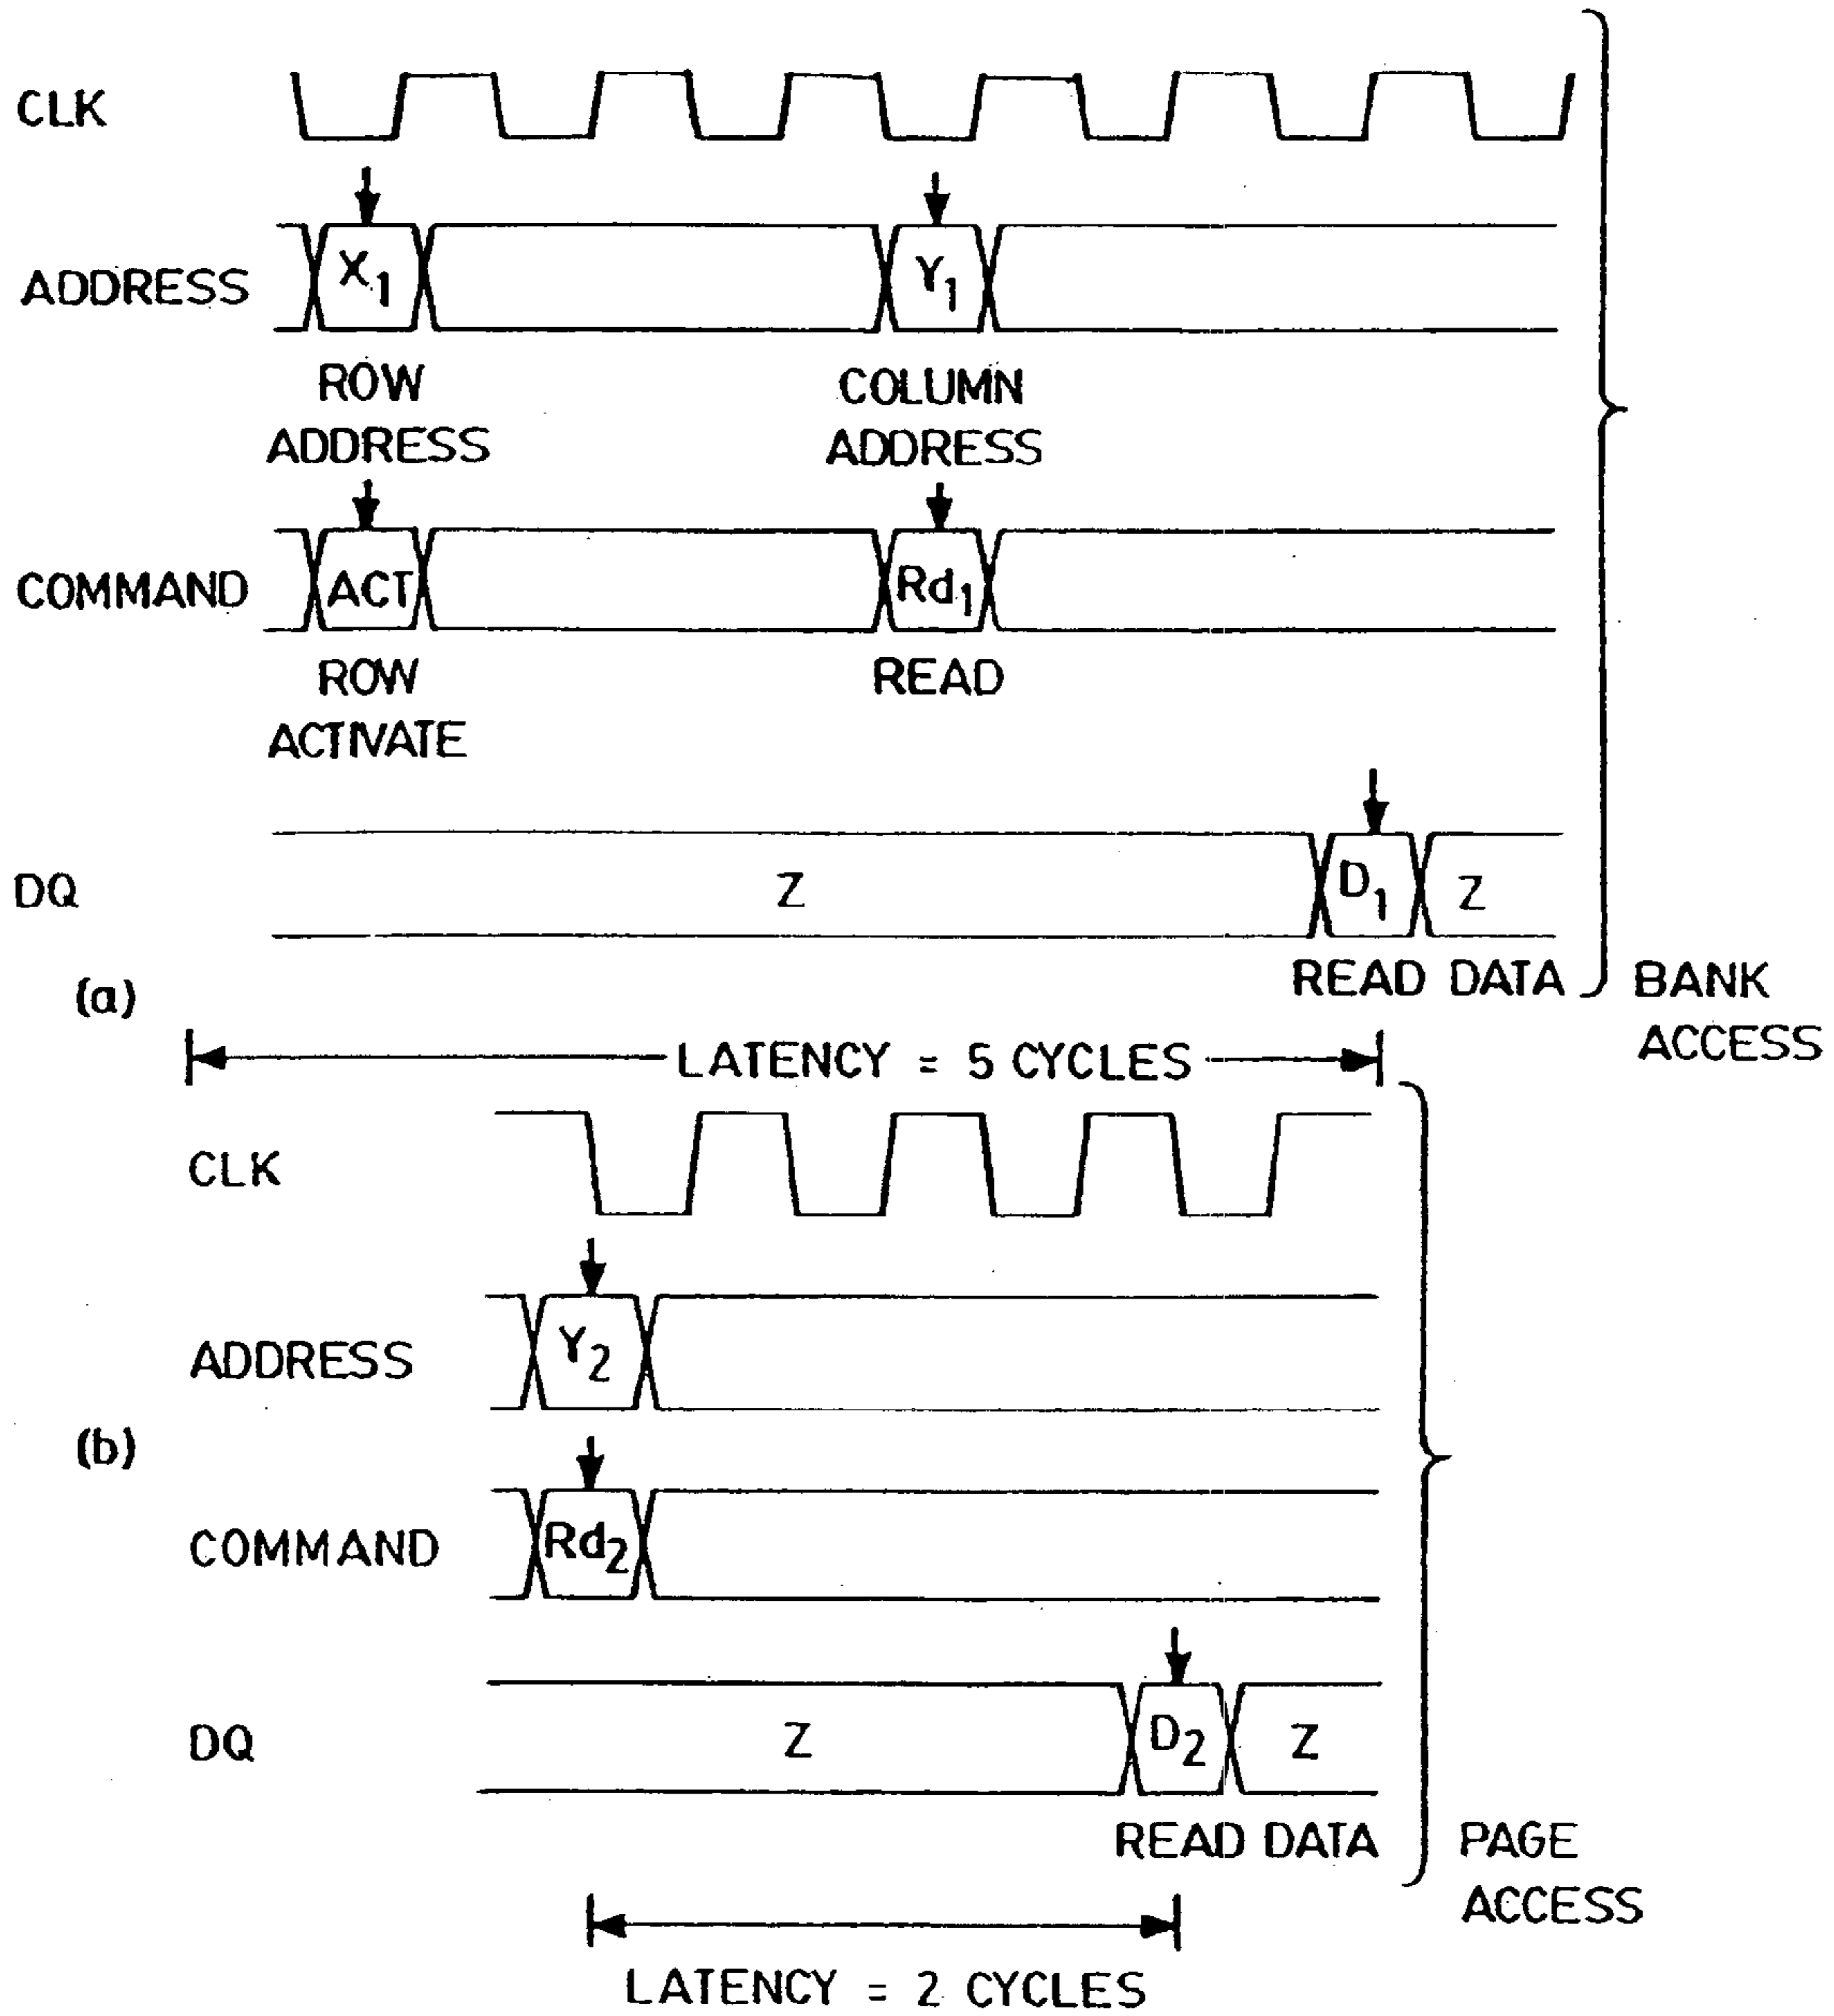 CLK
X1
Y1
ADDRESS
ROW
ADDRESS
COLUMN
ADDRESS
COMMAND
ACT
Rd1
ROW
ACTIVATE
READ
DQ
Z
D1
Z
READ DATA
BANK
ACCESS
(a)
LATENCY = 5 CYCLES
CLK
ADDRESS
Y2
(b)
COMMAND
Rd2
DQ
Z
D2
Z
READ DATA
PAGE
ACCESS
LATENCY = 2 CYCLES